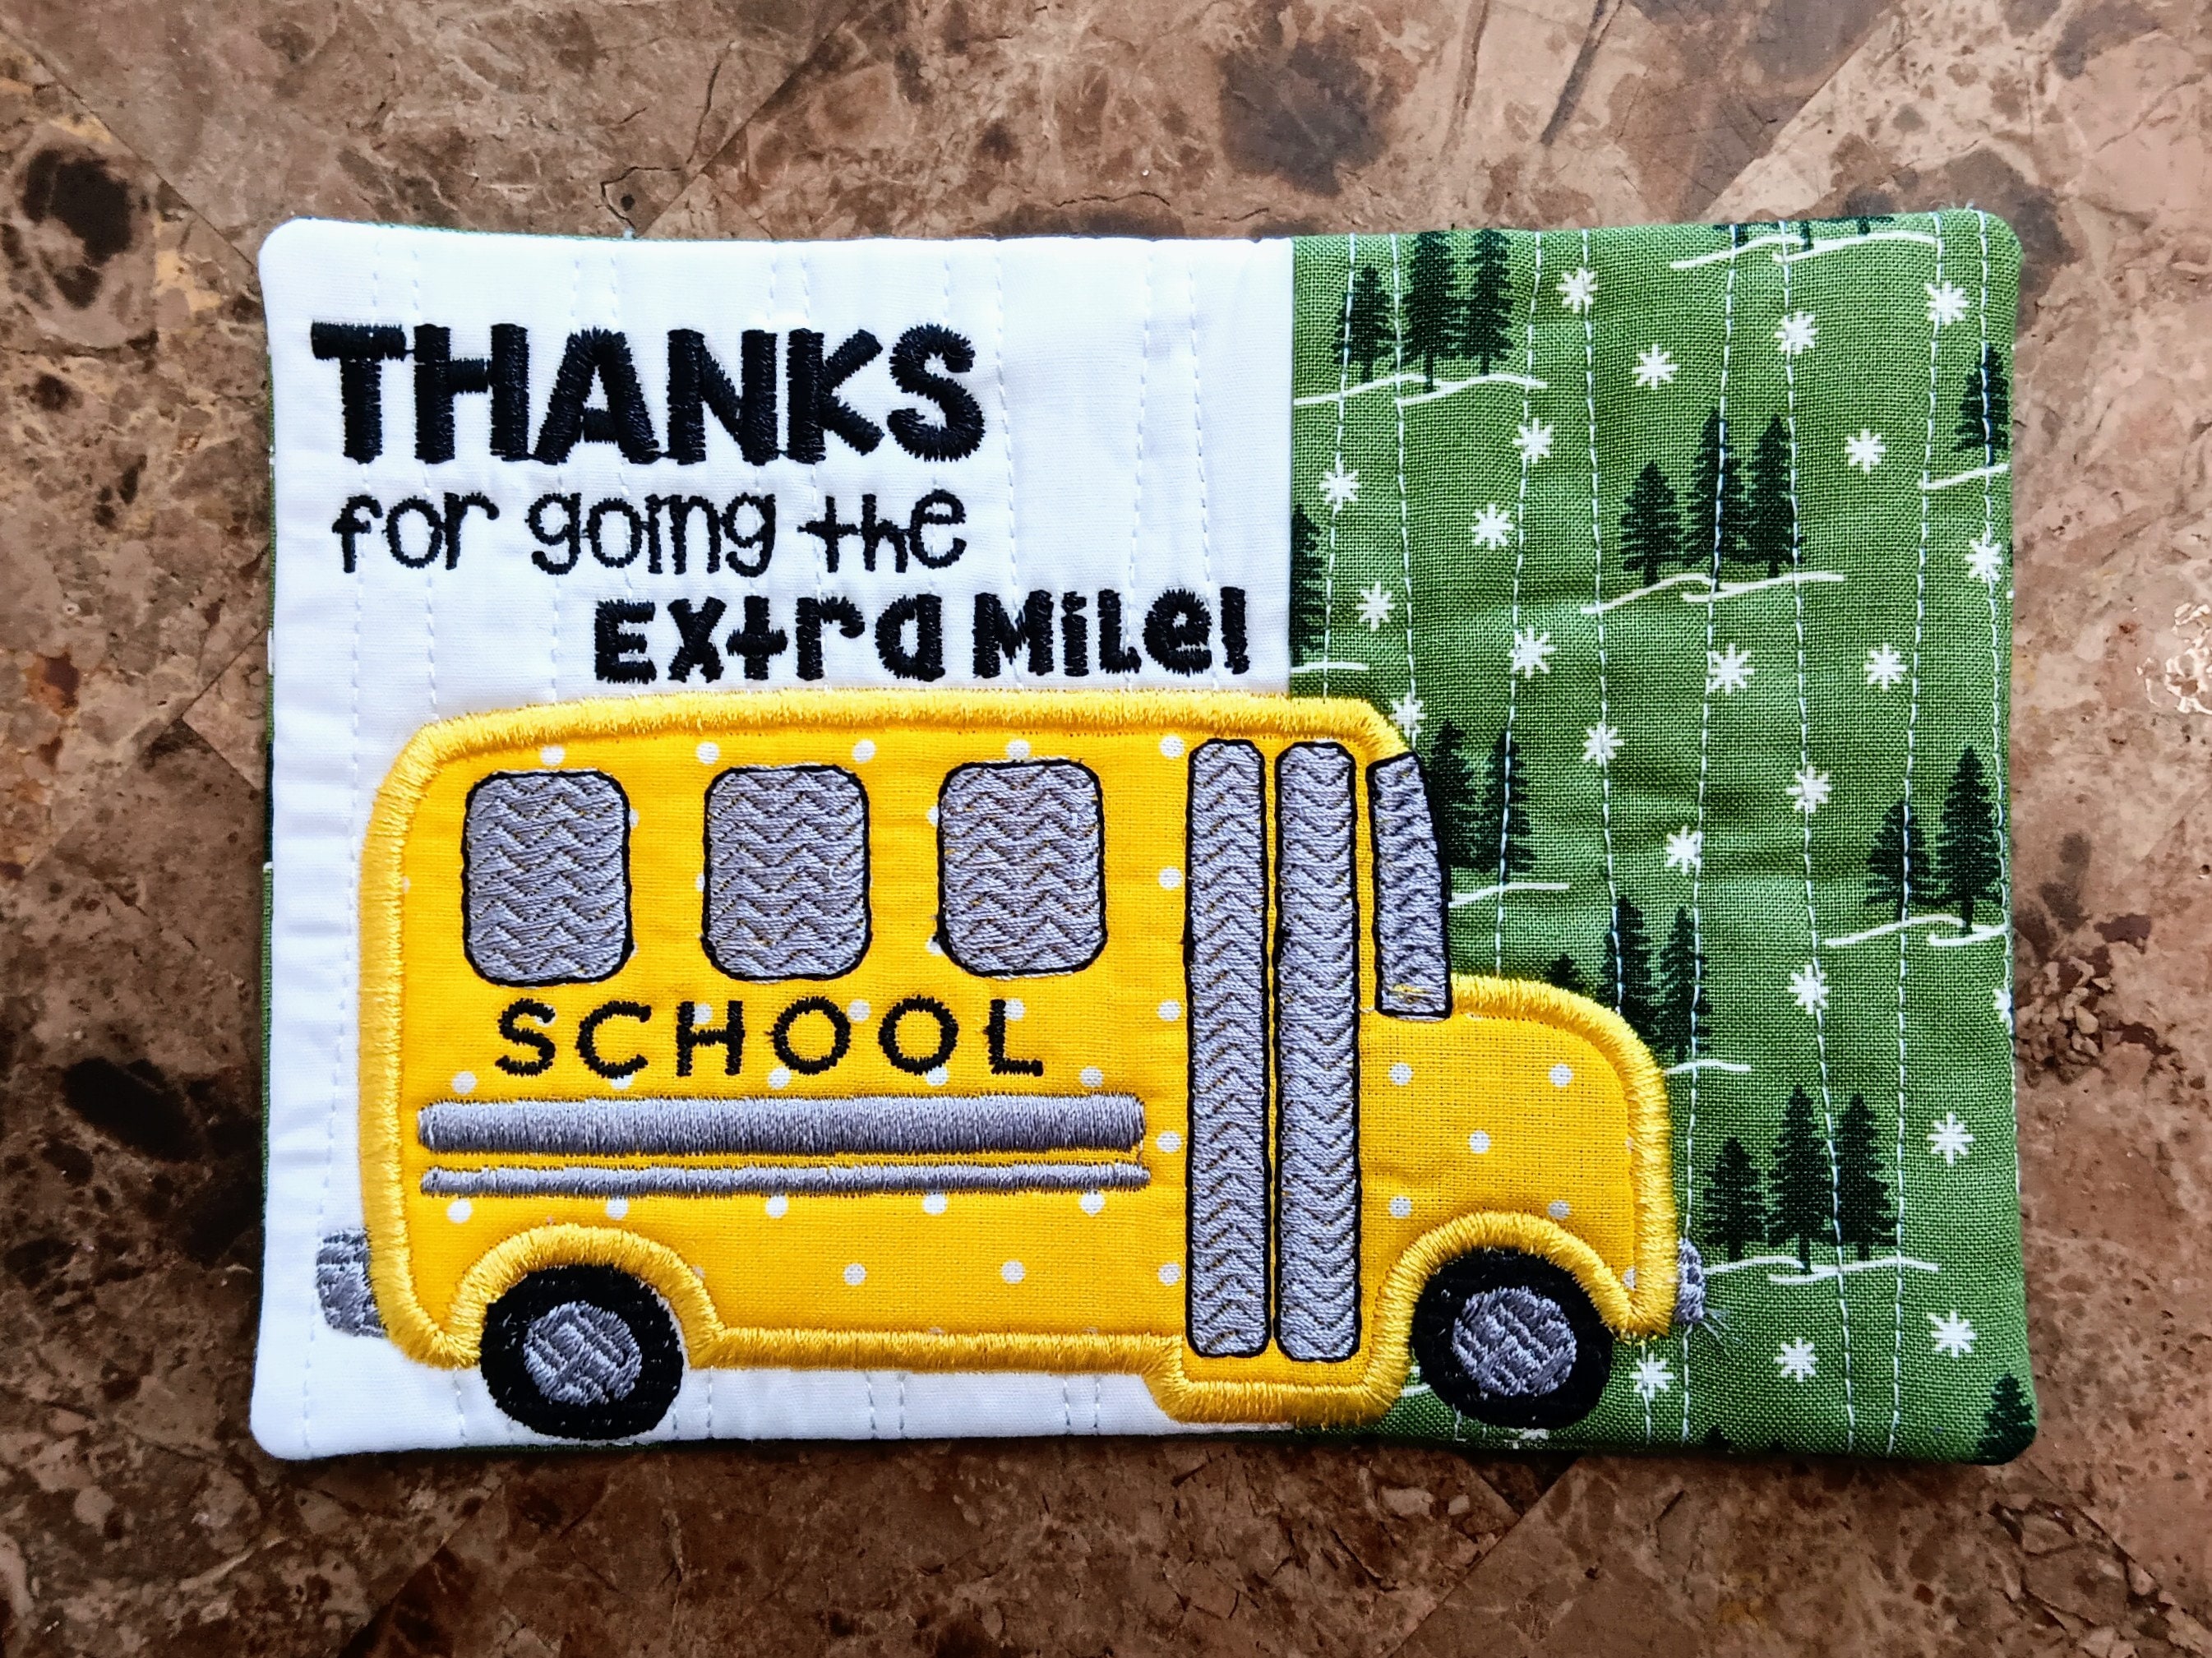 THANKS
for going the
EXtra MiLe!
SCHOOL